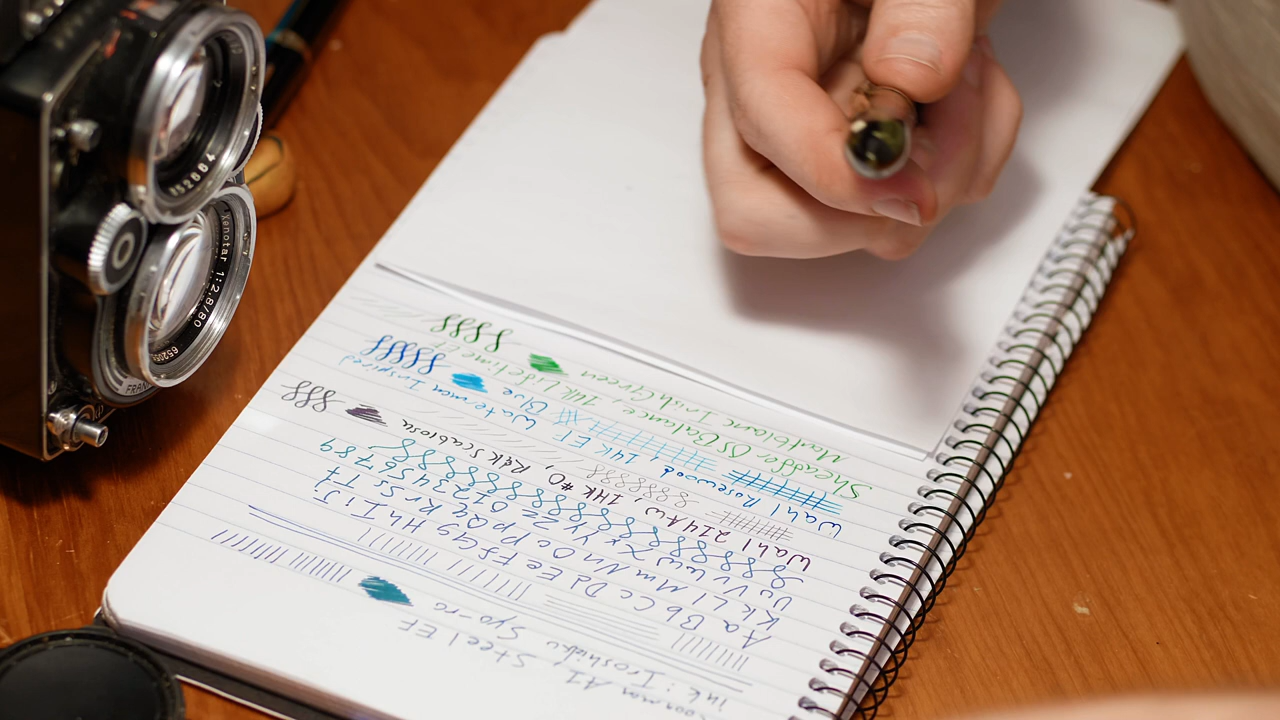 Xenotar 1:2.8/80
A1, Steel EF
ink: Iroshizuku Syo-ro
Aa Bb Cc Dd Ee Ff Gg Hh Ii Jj
Kk Ll Mm Nn Oo Pp Qq Rr Ss Tt
Uu Vv Ww Xx Yy Zz 0123456789
Wahl 214AW, 14K #0, R&K Scabiosa
Wahl Rosewood 14K EF Waterman Inspired
Blue
Sheaffer OS Balance, 14K Lifetime EF
Montblanc Irish Green